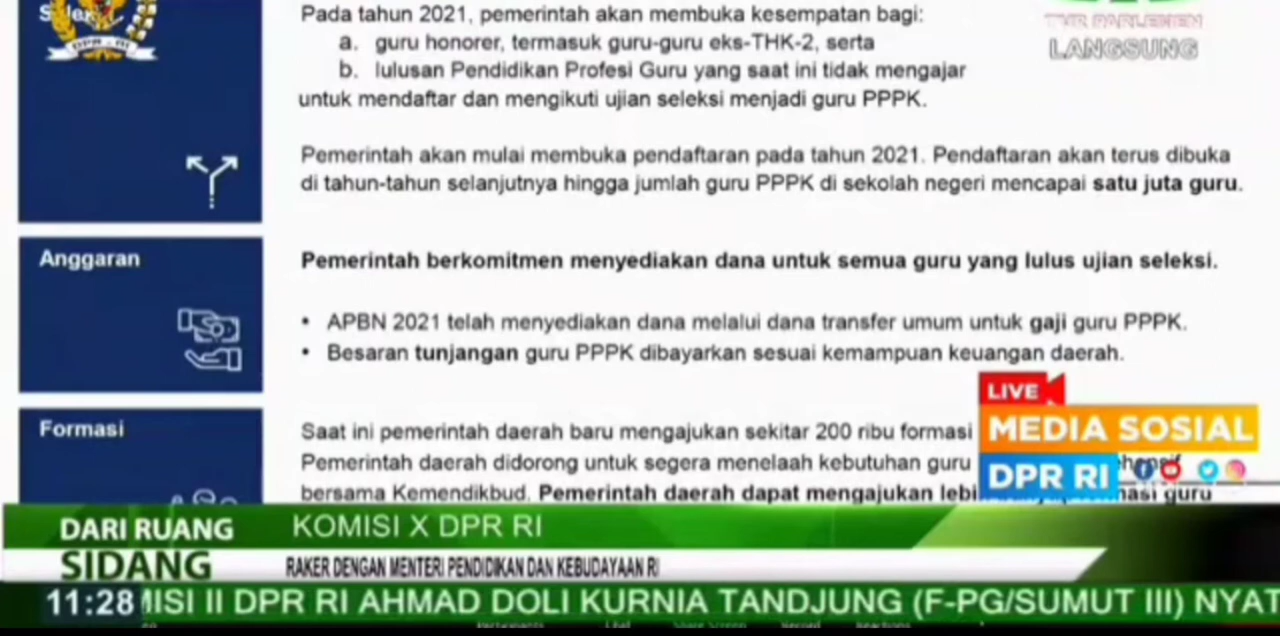 DPR - RI
TVR PARLEMEN
LANGSUNG
Pada tahun 2021, pemerintah akan membuka kesempatan bagi:
a. guru honorer, termasuk guru-guru eks-THK-2, serta
b. lulusan Pendidikan Profesi Guru yang saat ini tidak mengajar
untuk mendaftar dan mengikuti ujian seleksi menjadi guru PPPK.
Pemerintah akan mulai membuka pendaftaran pada tahun 2021. Pendaftaran akan terus dibuka
di tahun-tahun selanjutnya hingga jumlah guru PPPK di sekolah negeri mencapai satu juta guru.
Anggaran
Pemerintah berkomitmen menyediakan dana untuk semua guru yang lulus ujian seleksi.
• APBN 2021 telah menyediakan dana melalui dana transfer umum untuk gaji guru PPPK.
• Besaran tunjangan guru PPPK dibayarkan sesuai kemampuan keuangan daerah.
Formasi
Saat ini pemerintah daerah baru mengajukan sekitar 200 ribu formasi
Pemerintah daerah didorong untuk segera menelaah kebutuhan guru
bersama Kemendikbud. Pemerintah daerah dapat mengajukan guru
LIVE
MEDIA SOSIAL
DPR RI
DARI RUANG
SIDANG
KOMISI X DPR RI
RAKER DENGAN MENTERI PENDIDIKAN DAN KEBUDAYAAN RI
11:28 MISI II DPR RI AHMAD DOLI KURNIA TANDJUNG (F-PG/SUMUT III) NYAT